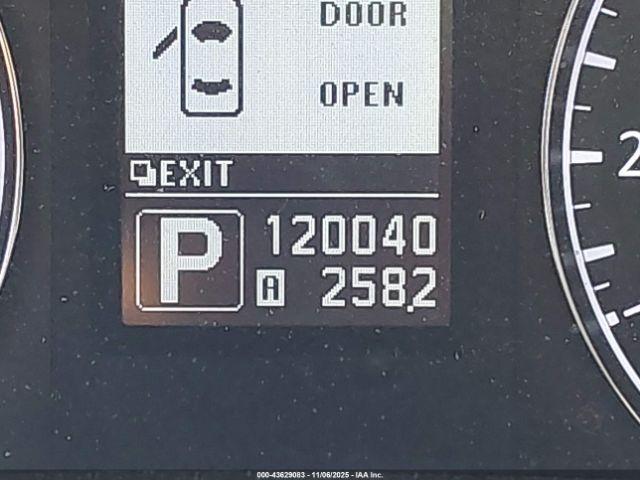 DOOR
OPEN
EXIT
P
120040
A 258.2
2
000-43629083 - 11/06/2025 - IAA Inc.